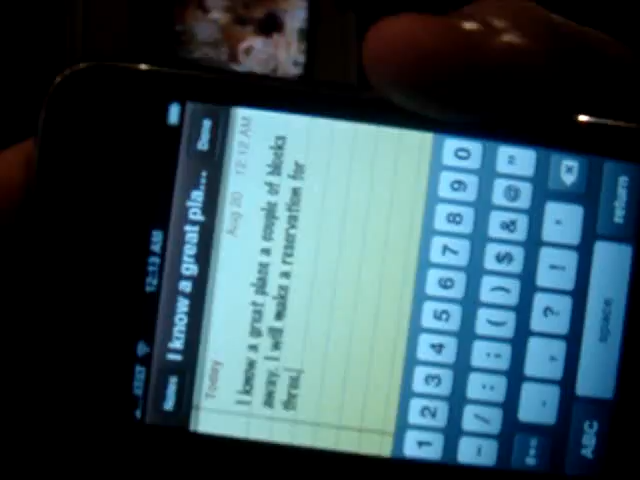 AT&T 12:13 AM
Notes I know a great pla... Done
Today Aug 20 12:12 AM
I know a great place a couple of blocks
away. I will make a reservation for
three.
1 2 3 4 5 6 7 8 9 0
- / : ; ( ) $ & @ "
#+= . , ? ! '
ABC space return